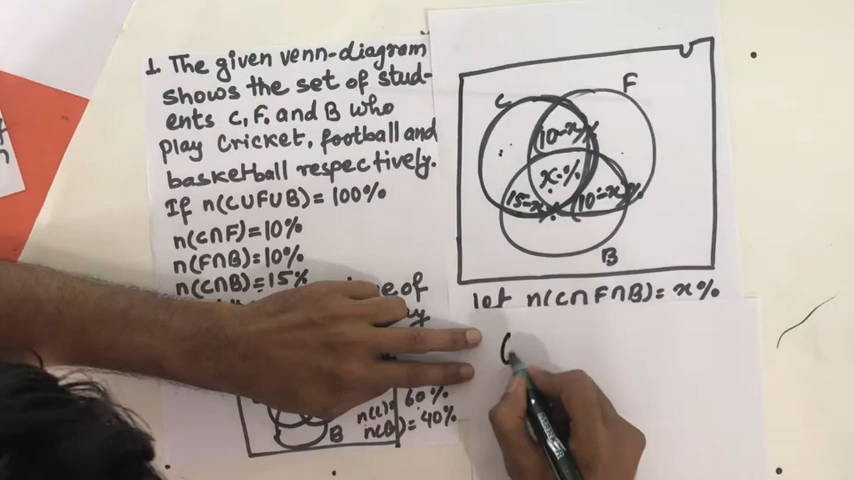 1. The given venn-diagram
shows the set of stud-
ents C, F, and B who
play Cricket, football and
basketball respectively.
If n(C∪F∪B) = 100%
n(C∩F) = 10%
n(F∩B) = 10%
n(C∩B) = 15%
of
60%
n(B) = 40%
B
C
F
∪
10-x%
x%
15-x%
10-x%
B
let n(C∩F∩B) = x%